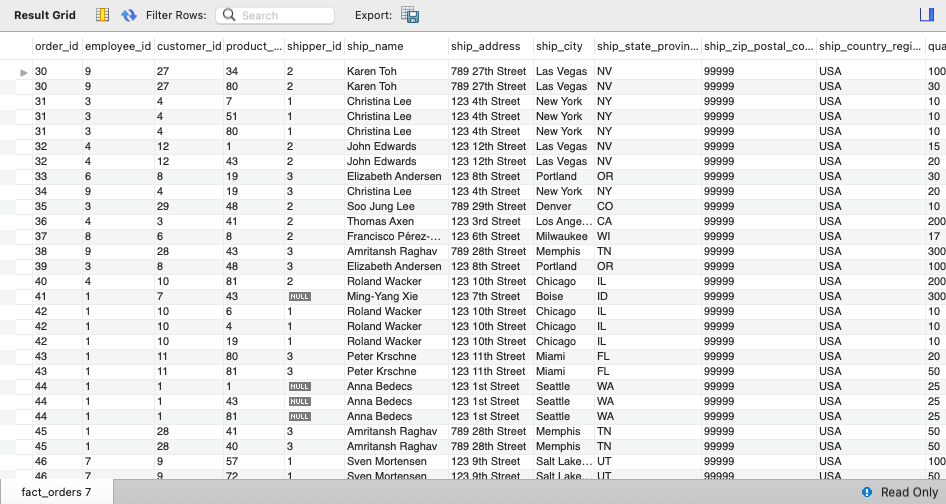 Result Grid Filter Rows: Search Export:
order_id employee_id customer_id product_... shipper_id ship_name ship_address ship_city ship_state_provin... ship_zip_postal_co... ship_country_regi... qua
30 9 27 34 2 Karen Toh 789 27th Street Las Vegas NV 99999 USA 100
30 9 27 80 2 Karen Toh 789 27th Street Las Vegas NV 99999 USA 30
31 3 4 7 1 Christina Lee 123 4th Street New York NY 99999 USA 10
31 3 4 51 1 Christina Lee 123 4th Street New York NY 99999 USA 10
31 3 4 80 1 Christina Lee 123 4th Street New York NY 99999 USA 10
32 4 12 1 2 John Edwards 123 12th Street Las Vegas NV 99999 USA 15
32 4 12 43 2 John Edwards 123 12th Street Las Vegas NV 99999 USA 20
33 6 8 19 3 Elizabeth Andersen 123 8th Street Portland OR 99999 USA 30
34 9 4 19 3 Christina Lee 123 4th Street New York NY 99999 USA 20
35 3 29 48 2 Soo Jung Lee 789 29th Street Denver CO 99999 USA 10
36 4 3 41 2 Thomas Axen 123 3rd Street Los Ange... CA 99999 USA 200
37 8 6 8 2 Francisco Pérez-... 123 6th Street Milwaukee WI 99999 USA 17
38 9 28 43 3 Amritansh Raghav 789 28th Street Memphis TN 99999 USA 300
39 3 8 48 3 Elizabeth Andersen 123 8th Street Portland OR 99999 USA 100
40 4 10 81 2 Roland Wacker 123 10th Street Chicago IL 99999 USA 200
41 1 7 43 NULL Ming-Yang Xie 123 7th Street Boise ID 99999 USA 300
42 1 10 6 1 Roland Wacker 123 10th Street Chicago IL 99999 USA 10
42 1 10 4 1 Roland Wacker 123 10th Street Chicago IL 99999 USA 10
42 1 10 19 1 Roland Wacker 123 10th Street Chicago IL 99999 USA 10
43 1 11 80 3 Peter Krschne 123 11th Street Miami FL 99999 USA 20
43 1 11 81 3 Peter Krschne 123 11th Street Miami FL 99999 USA 50
44 1 1 1 NULL Anna Bedecs 123 1st Street Seattle WA 99999 USA 25
44 1 1 43 NULL Anna Bedecs 123 1st Street Seattle WA 99999 USA 25
44 1 1 81 NULL Anna Bedecs 123 1st Street Seattle WA 99999 USA 25
45 1 28 41 3 Amritansh Raghav 789 28th Street Memphis TN 99999 USA 50
45 1 28 40 3 Amritansh Raghav 789 28th Street Memphis TN 99999 USA 50
46 7 9 57 1 Sven Mortensen 123 9th Street Salt Lake... UT 99999 USA 100
46 7 9 72 1 Sven Mortensen 123 9th Street Salt Lake... UT 99999 USA 50
fact_orders 7 Read Only